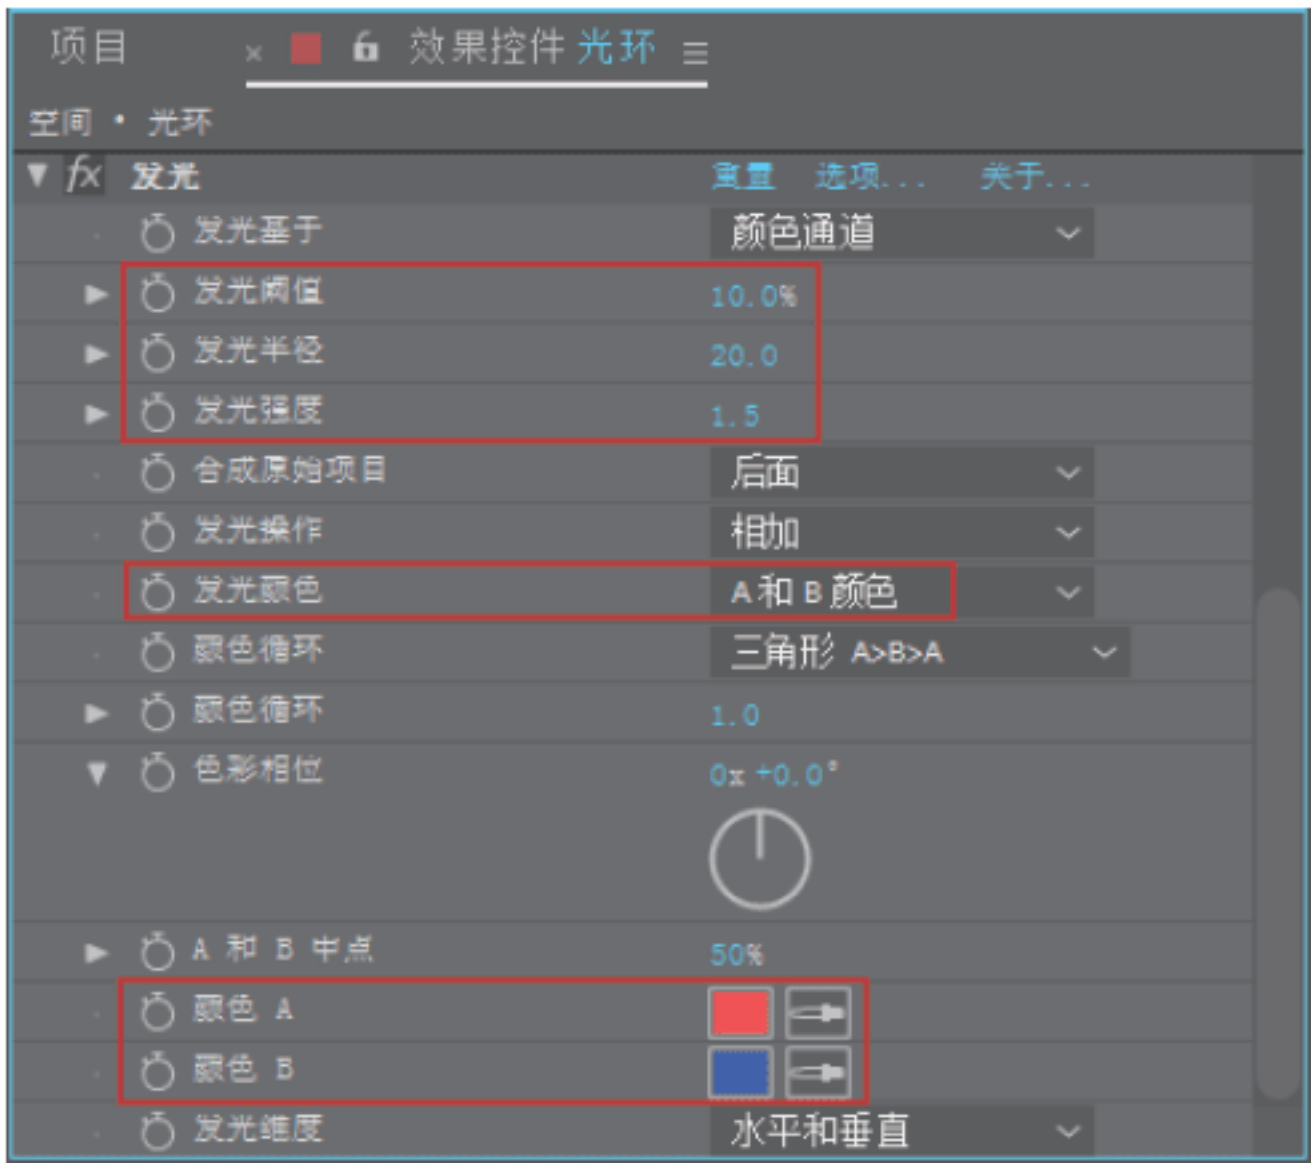 项目 × 效果控件 光环 ≡
空间 • 光环
fx 发光 重置 选项... 关于...
发光基于 颜色通道
发光阈值 10.0%
发光半径 20.0
发光强度 1.5
合成原始项目 后面
发光操作 相加
发光颜色 A 和 B 颜色
颜色循环 三角形 A>B>A
颜色循环 1.0
色彩相位 0x +0.0°
A 和 B 中点 50%
颜色 A
颜色 B
发光维度 水平和垂直